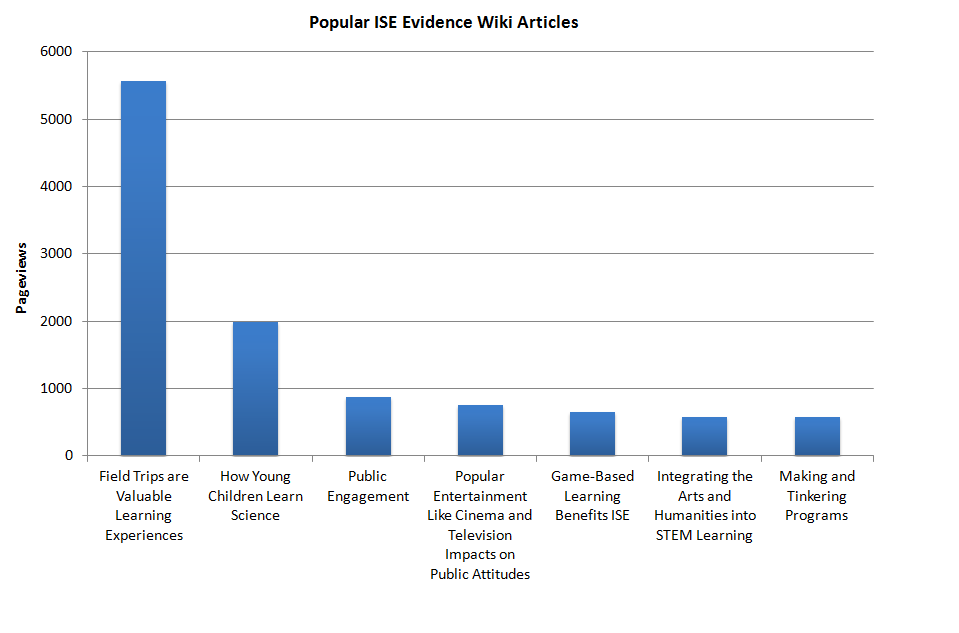 Popular ISE Evidence Wiki Articles
6000
5000
4000
3000
2000
1000
0
Pageviews
Field Trips are
Valuable
Learning
Experiences
How Young
Children Learn
Science
Public
Engagement
Popular
Entertainment
Like Cinema and
Television
Impacts on
Public Attitudes
Game-Based
Learning
Benefits ISE
Integrating the
Arts and
Humanities into
STEM Learning
Making and
Tinkering
Programs